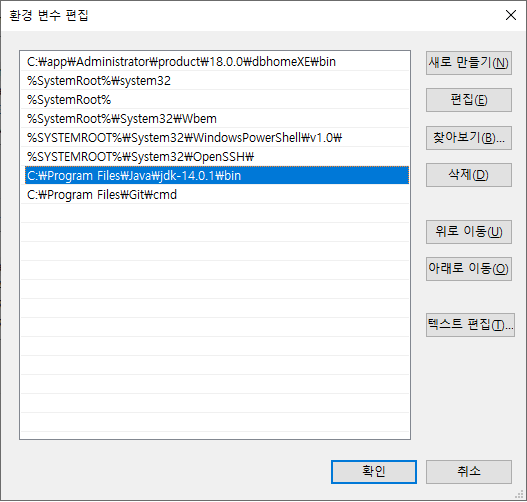 환경 변수 편집
C:₩app₩Administrator₩product₩18.0.0₩dbhomeXE₩bin
%SystemRoot%₩system32
%SystemRoot%
%SystemRoot%₩System32₩Wbem
%SYSTEMROOT%₩System32₩WindowsPowerShell₩v1.0₩
%SYSTEMROOT%₩System32₩OpenSSH₩
C:₩Program Files₩Java₩jdk-14.0.1₩bin
C:₩Program Files₩Git₩cmd
새로 만들기(N)
편집(E)
찾아보기(B)...
삭제(D)
위로 이동(U)
아래로 이동(O)
텍스트 편집(T)...
확인
취소